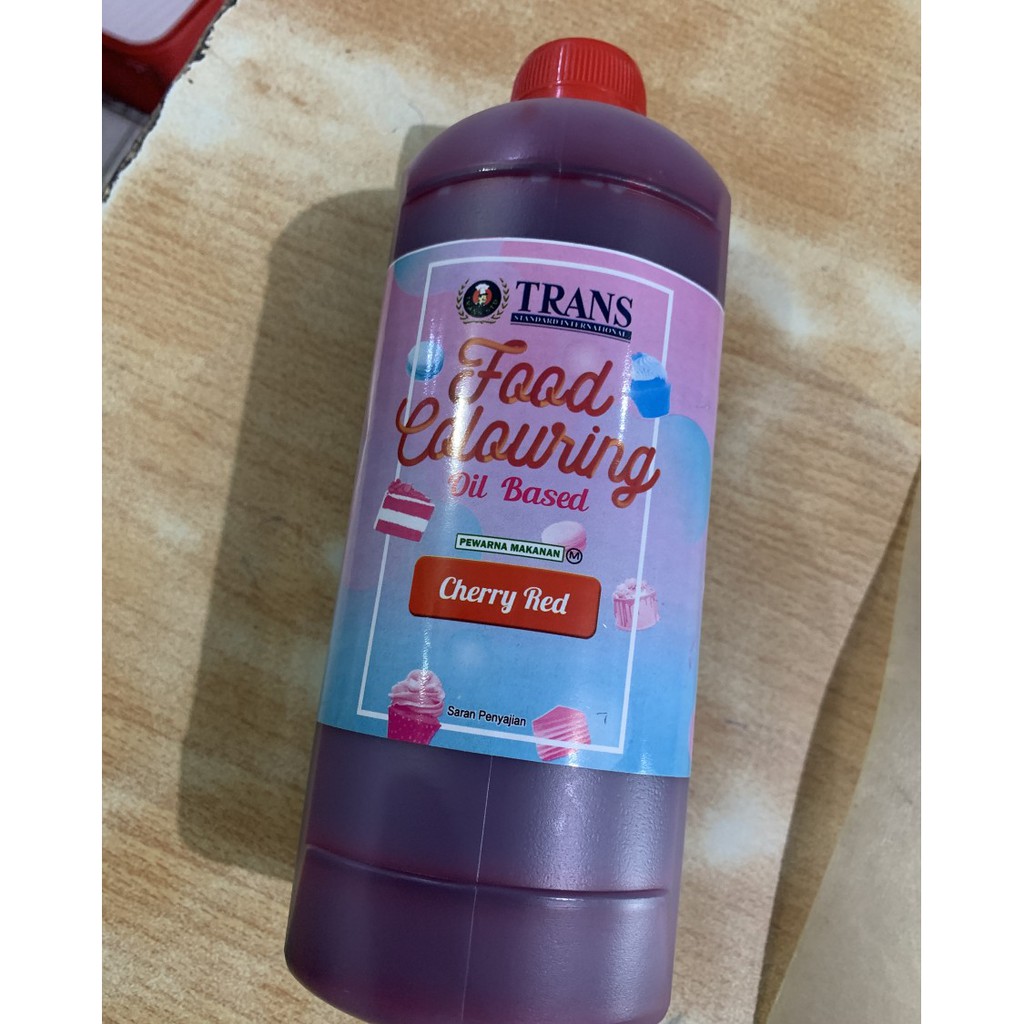 TRANS
STANDARD INTERNATIONAL
Food
Colouring
Oil Based
PEWARNA MAKANAN M
Cherry Red
Saran Penyajian